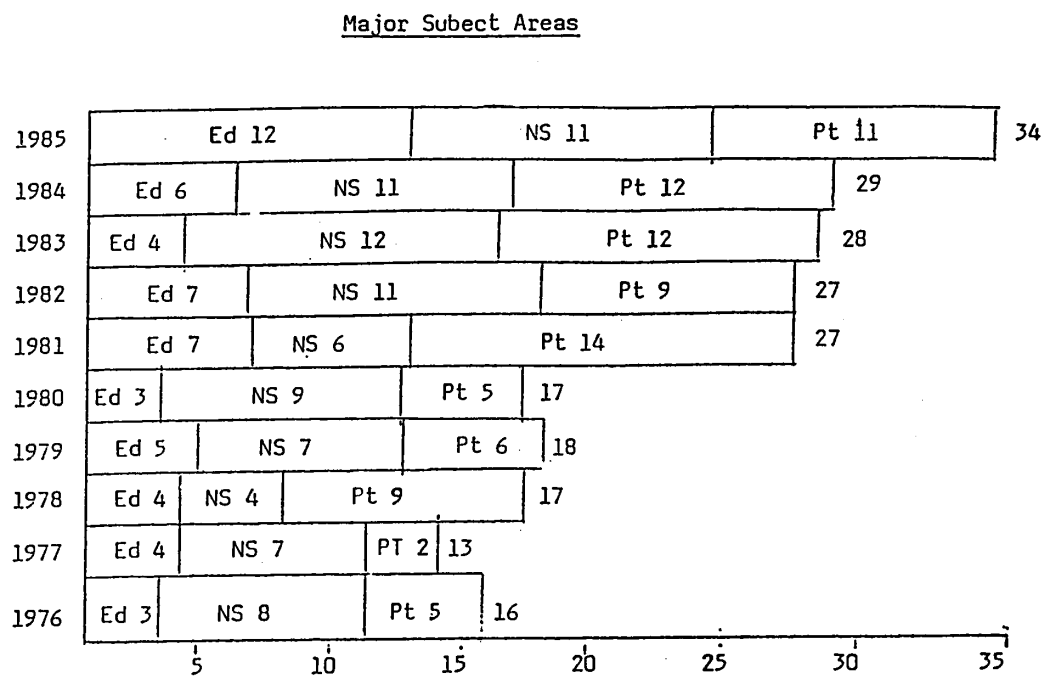 Major Subect Areas
1985 Ed 12 NS 11 Pt 11 34
1984 Ed 6 NS 11 Pt 12 29
1983 Ed 4 NS 12 Pt 12 28
1982 Ed 7 NS 11 Pt 9 27
1981 Ed 7 NS 6 Pt 14 27
1980 Ed 3 NS 9 Pt 5 17
1979 Ed 5 NS 7 Pt 6 18
1978 Ed 4 NS 4 Pt 9 17
1977 Ed 4 NS 7 PT 2 13
1976 Ed 3 NS 8 Pt 5 16
5 10 15 20 25 30 35